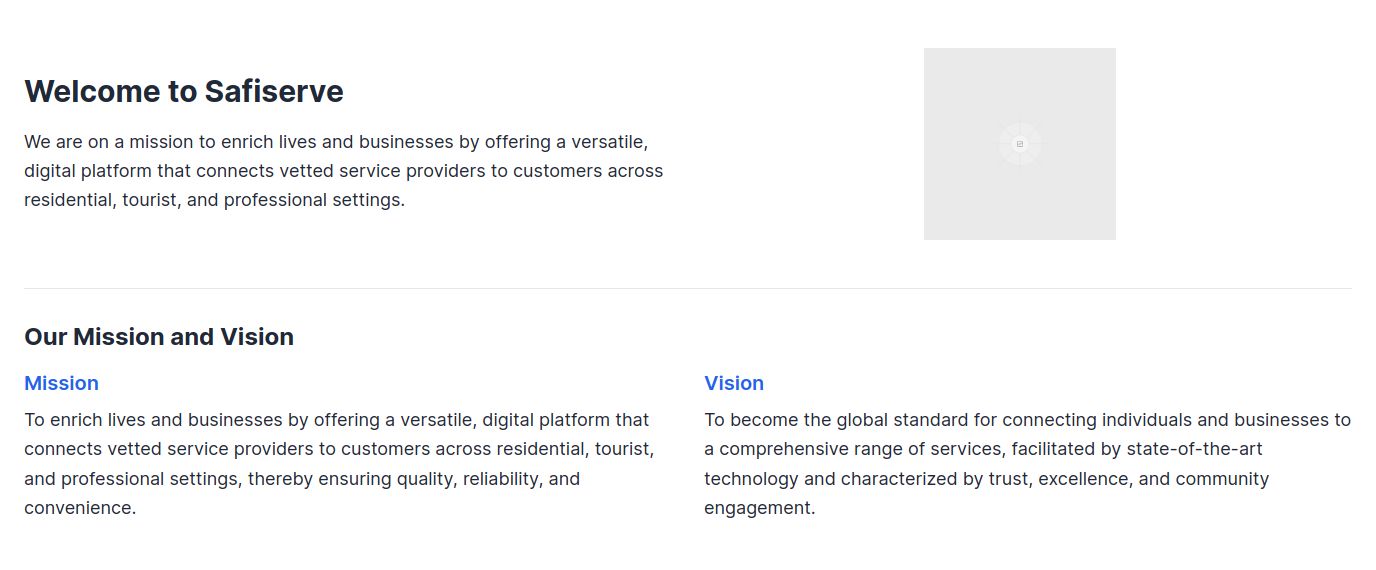 Welcome to Safiserve
We are on a mission to enrich lives and businesses by offering a versatile,
digital platform that connects vetted service providers to customers across
residential, tourist, and professional settings.
Our Mission and Vision
Mission
To enrich lives and businesses by offering a versatile, digital platform that
connects vetted service providers to customers across residential, tourist,
and professional settings, thereby ensuring quality, reliability, and
convenience.
Vision
To become the global standard for connecting individuals and businesses to
a comprehensive range of services, facilitated by state-of-the-art
technology and characterized by trust, excellence, and community
engagement.